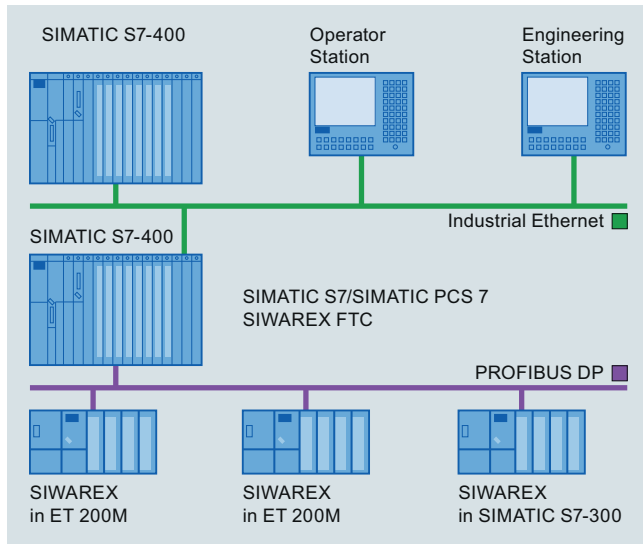 SIMATIC S7-400
Operator
Station
Engineering
Station
Industrial Ethernet
SIMATIC S7-400
SIMATIC S7/SIMATIC PCS 7
SIWAREX FTC
PROFIBUS DP
SIWAREX
in ET 200M
SIWAREX
in ET 200M
SIWAREX
in SIMATIC S7-300